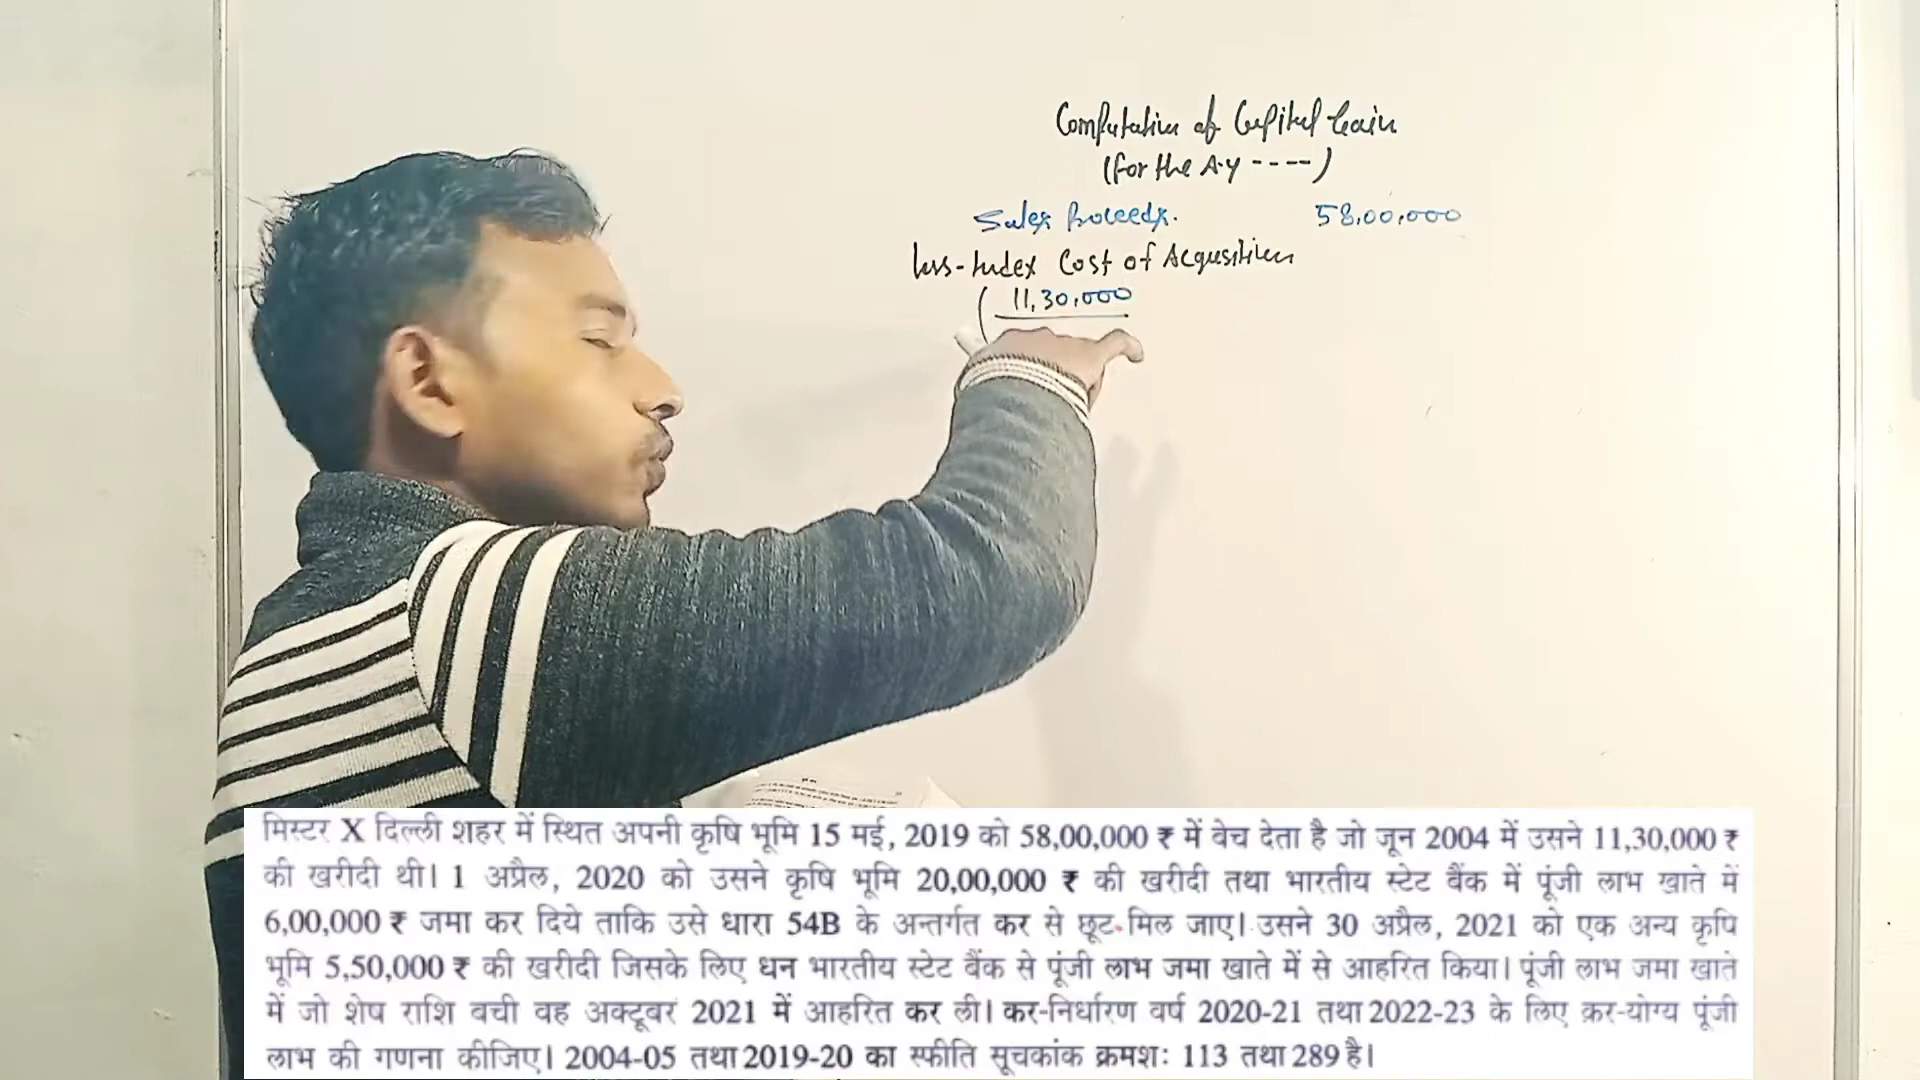 Computation of Capital Gain
(for the A.Y ----)
Sales Proceeds. 58,00,000
Less-Index Cost of Acquisition
( 11,30,000
मिस्टर X दिल्ली शहर में स्थित अपनी कृषि भूमि 15 मई, 2019 को 58,00,000 ₹ में बेच देता है जो जून 2004 में उसने 11,30,000 ₹
की खरीदी थी। 1 अप्रैल, 2020 को उसने कृषि भूमि 20,00,000 ₹ की खरीदी तथा भारतीय स्टेट बैंक में पूंजी लाभ खाते में
6,00,000 ₹ जमा कर दिये ताकि उसे धारा 54B के अन्तर्गत कर से छूट मिल जाए। उसने 30 अप्रैल, 2021 को एक अन्य कृषि
भूमि 5,50,000 ₹ की खरीदी जिसके लिए धन भारतीय स्टेट बैंक से पूंजी लाभ जमा खाते में से आहरित किया। पूंजी लाभ जमा खाते
में जो शेष राशि बची वह अक्टूबर 2021 में आहरित कर ली। कर-निर्धारण वर्ष 2020-21 तथा 2022-23 के लिए कर-योग्य पूंजी
लाभ की गणना कीजिए। 2004-05 तथा 2019-20 का स्फीति सूचकांक क्रमशः 113 तथा 289 है।